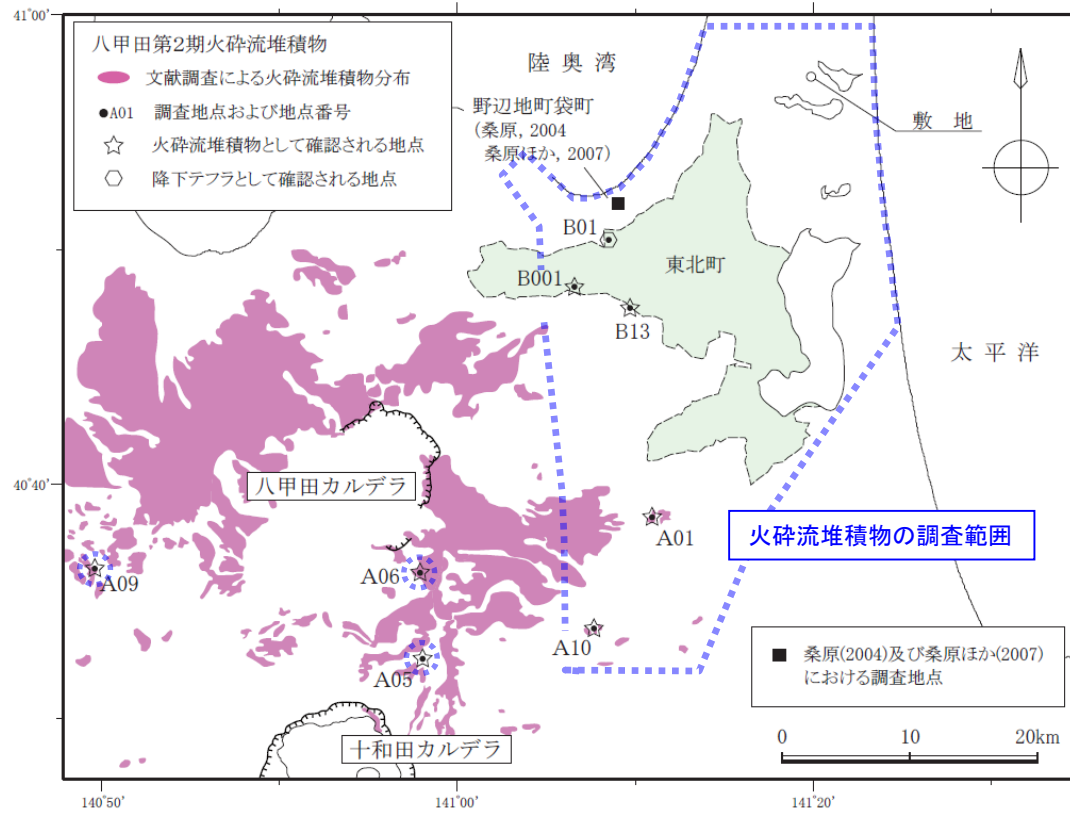 41°00'
八甲田第2期火砕流堆積物
文献調査による火砕流堆積物分布
A01 調査地点および地点番号
火砕流堆積物として確認される地点
降下テフラとして確認される地点
陸奥湾
野辺地町袋町
(桑原, 2004
桑原ほか, 2007)
敷地
B01
東北町
B001
B13
太平洋
40°40'
八甲田カルデラ
A01
火砕流堆積物の調査範囲
A09
A06
A10
A05
桑原(2004)及び桑原ほか(2007)
における調査地点
十和田カルデラ
0 10 20km
140°50' 141°00' 141°20'